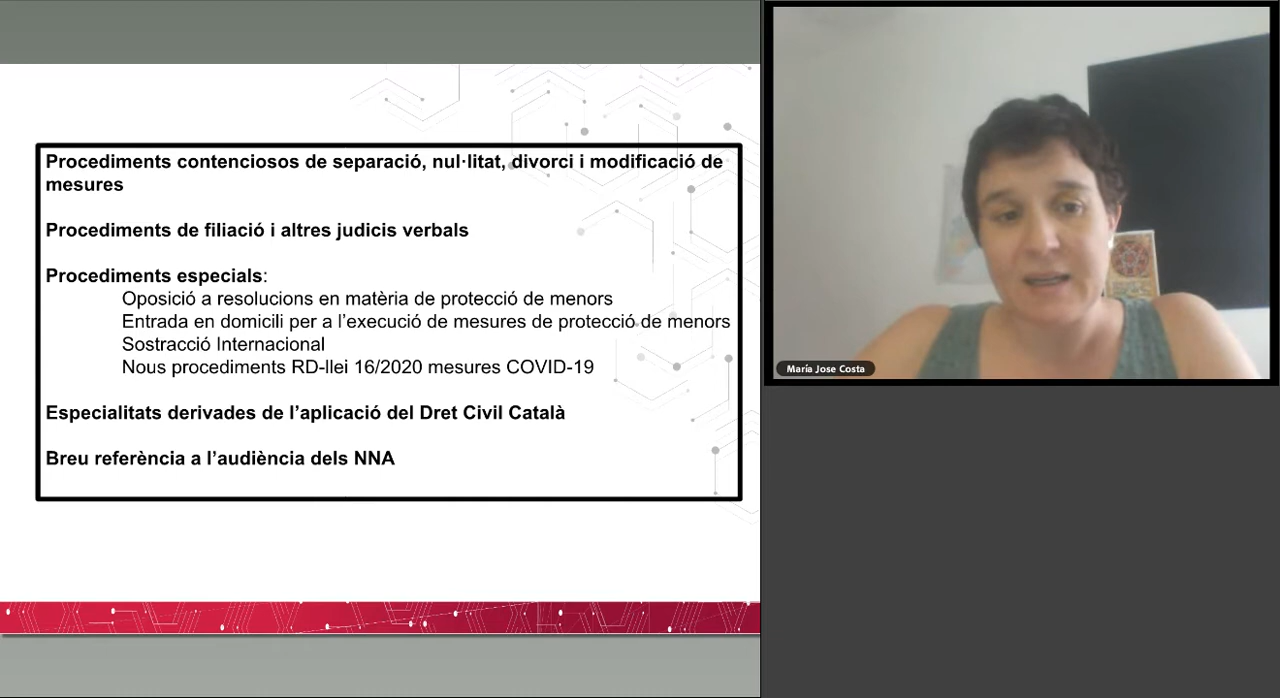 Procediments contenciosos de separació, nul·litat, divorci i modificació de
mesures
Procediments de filiació i altres judicis verbals
Procediments especials:
Oposició a resolucions en matèria de protecció de menors
Entrada en domicili per a l’execució de mesures de protecció de menors
Sostracció Internacional
Nous procediments RD-llei 16/2020 mesures COVID-19
Especialitats derivades de l’aplicació del Dret Civil Català
Breu referència a l’audiència dels NNA
María Jose Costa